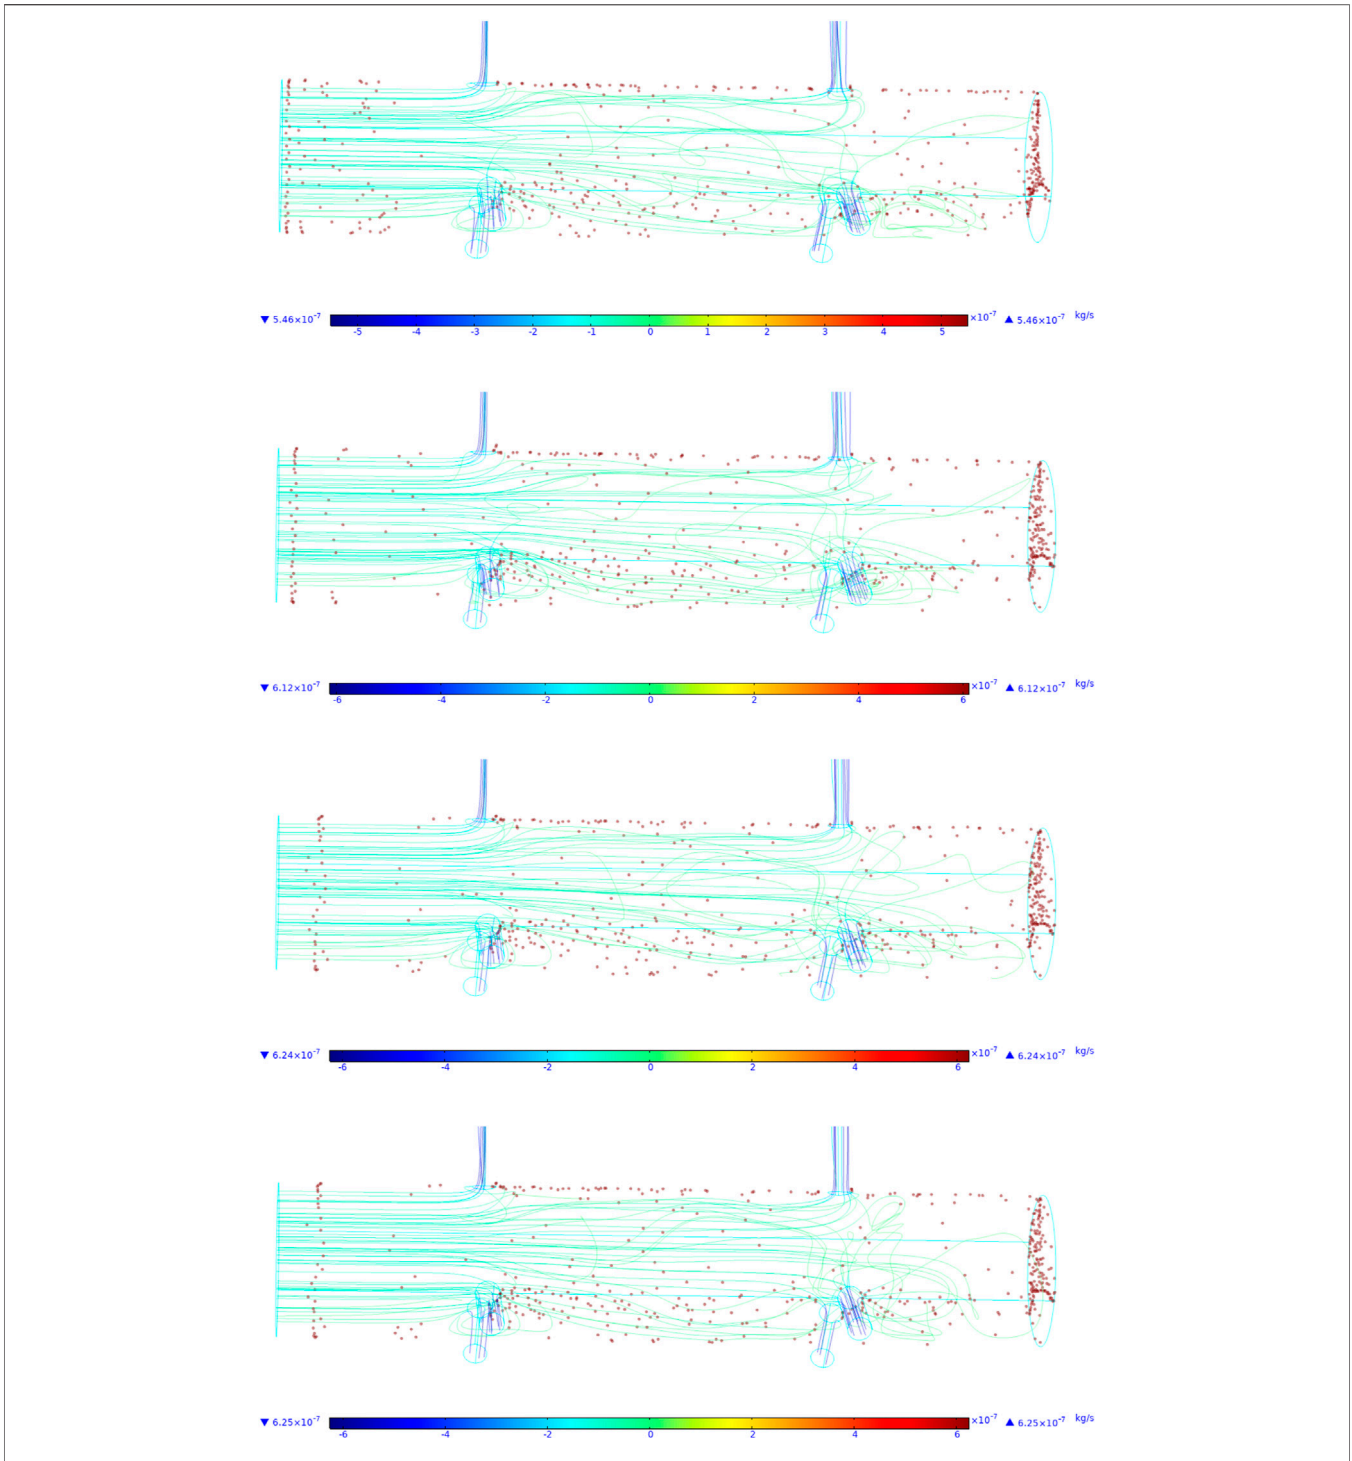 ▼ 5.46×10⁻⁷ ×10⁻⁷ ▲ 5.46×10⁻⁷ kg/s
-5 -4 -3 -2 -1 0 1 2 3 4 5
▼ 6.12×10⁻⁷ ×10⁻⁷ ▲ 6.12×10⁻⁷ kg/s
-6 -4 -2 0 2 4 6
▼ 6.24×10⁻⁷ ×10⁻⁷ ▲ 6.24×10⁻⁷ kg/s
-6 -4 -2 0 2 4 6
▼ 6.25×10⁻⁷ ×10⁻⁷ ▲ 6.25×10⁻⁷ kg/s
-6 -4 -2 0 2 4 6